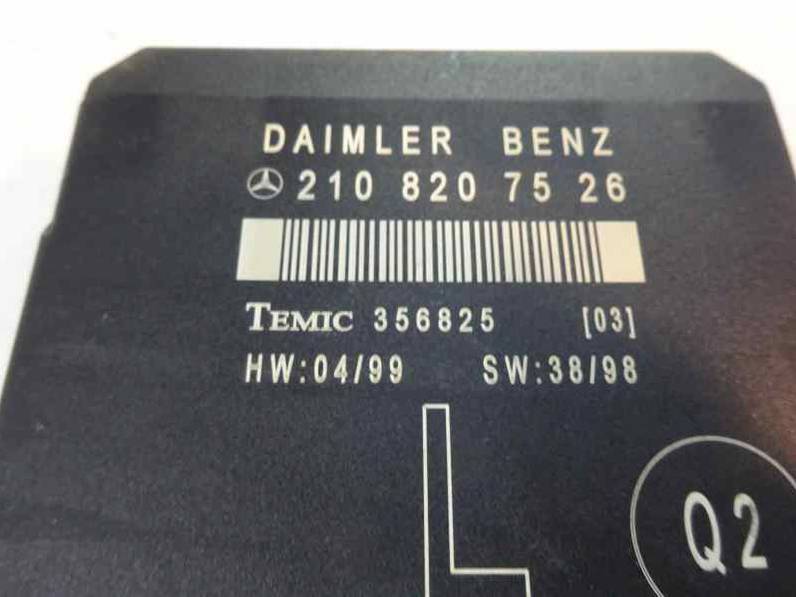 DAIMLER BENZ
210 820 75 26
TEMIC 356825 [03]
HW:04/99 SW:38/98
L
Q2